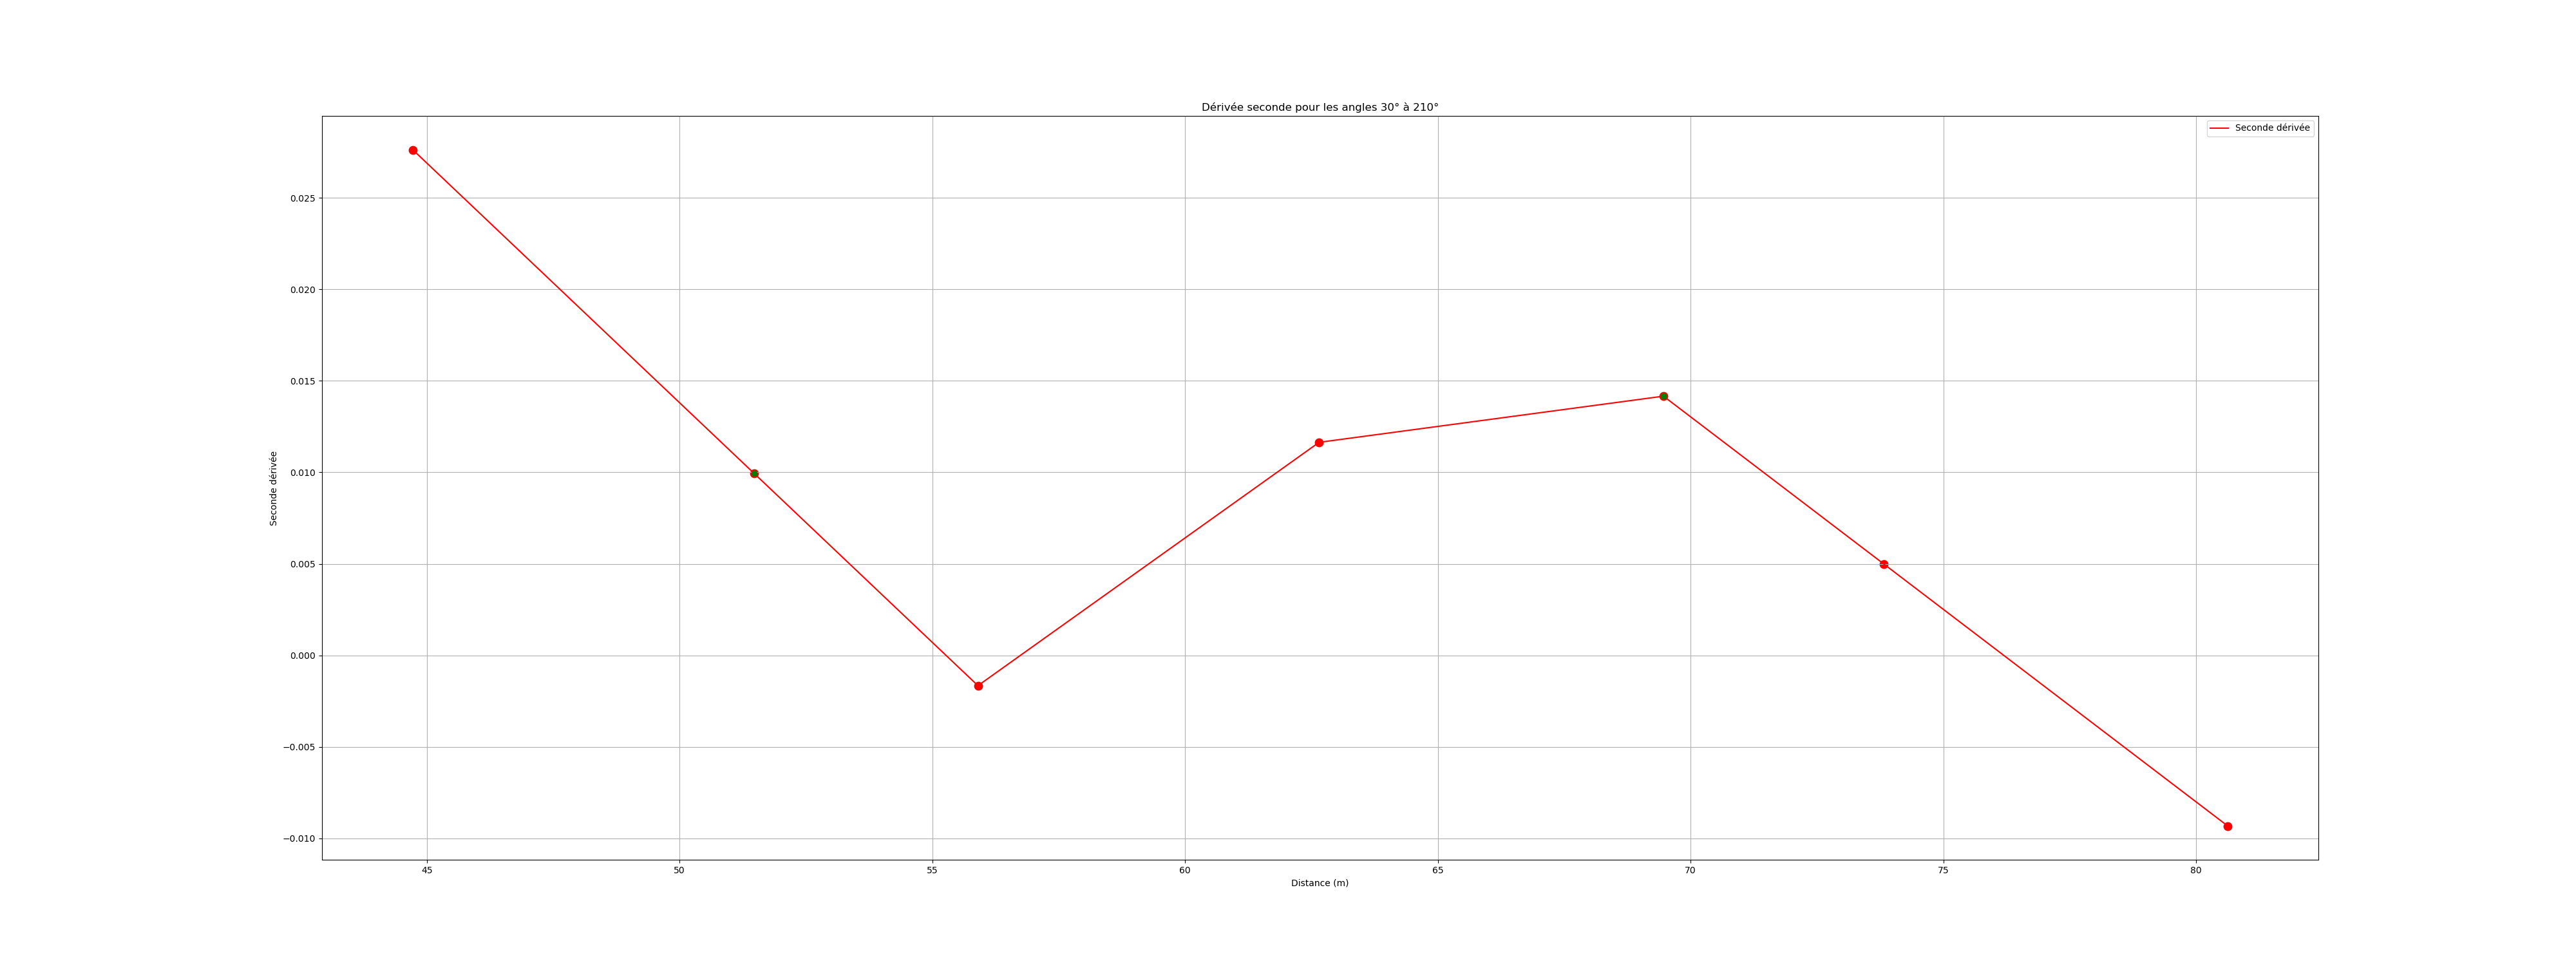 Dérivée seconde pour les angles 30° à 210°
Seconde dérivée
0.025
0.020
0.015
0.010
0.005
0.000
−0.005
−0.010
Seconde dérivée
45 50 55 60 65 70 75 80
Distance (m)